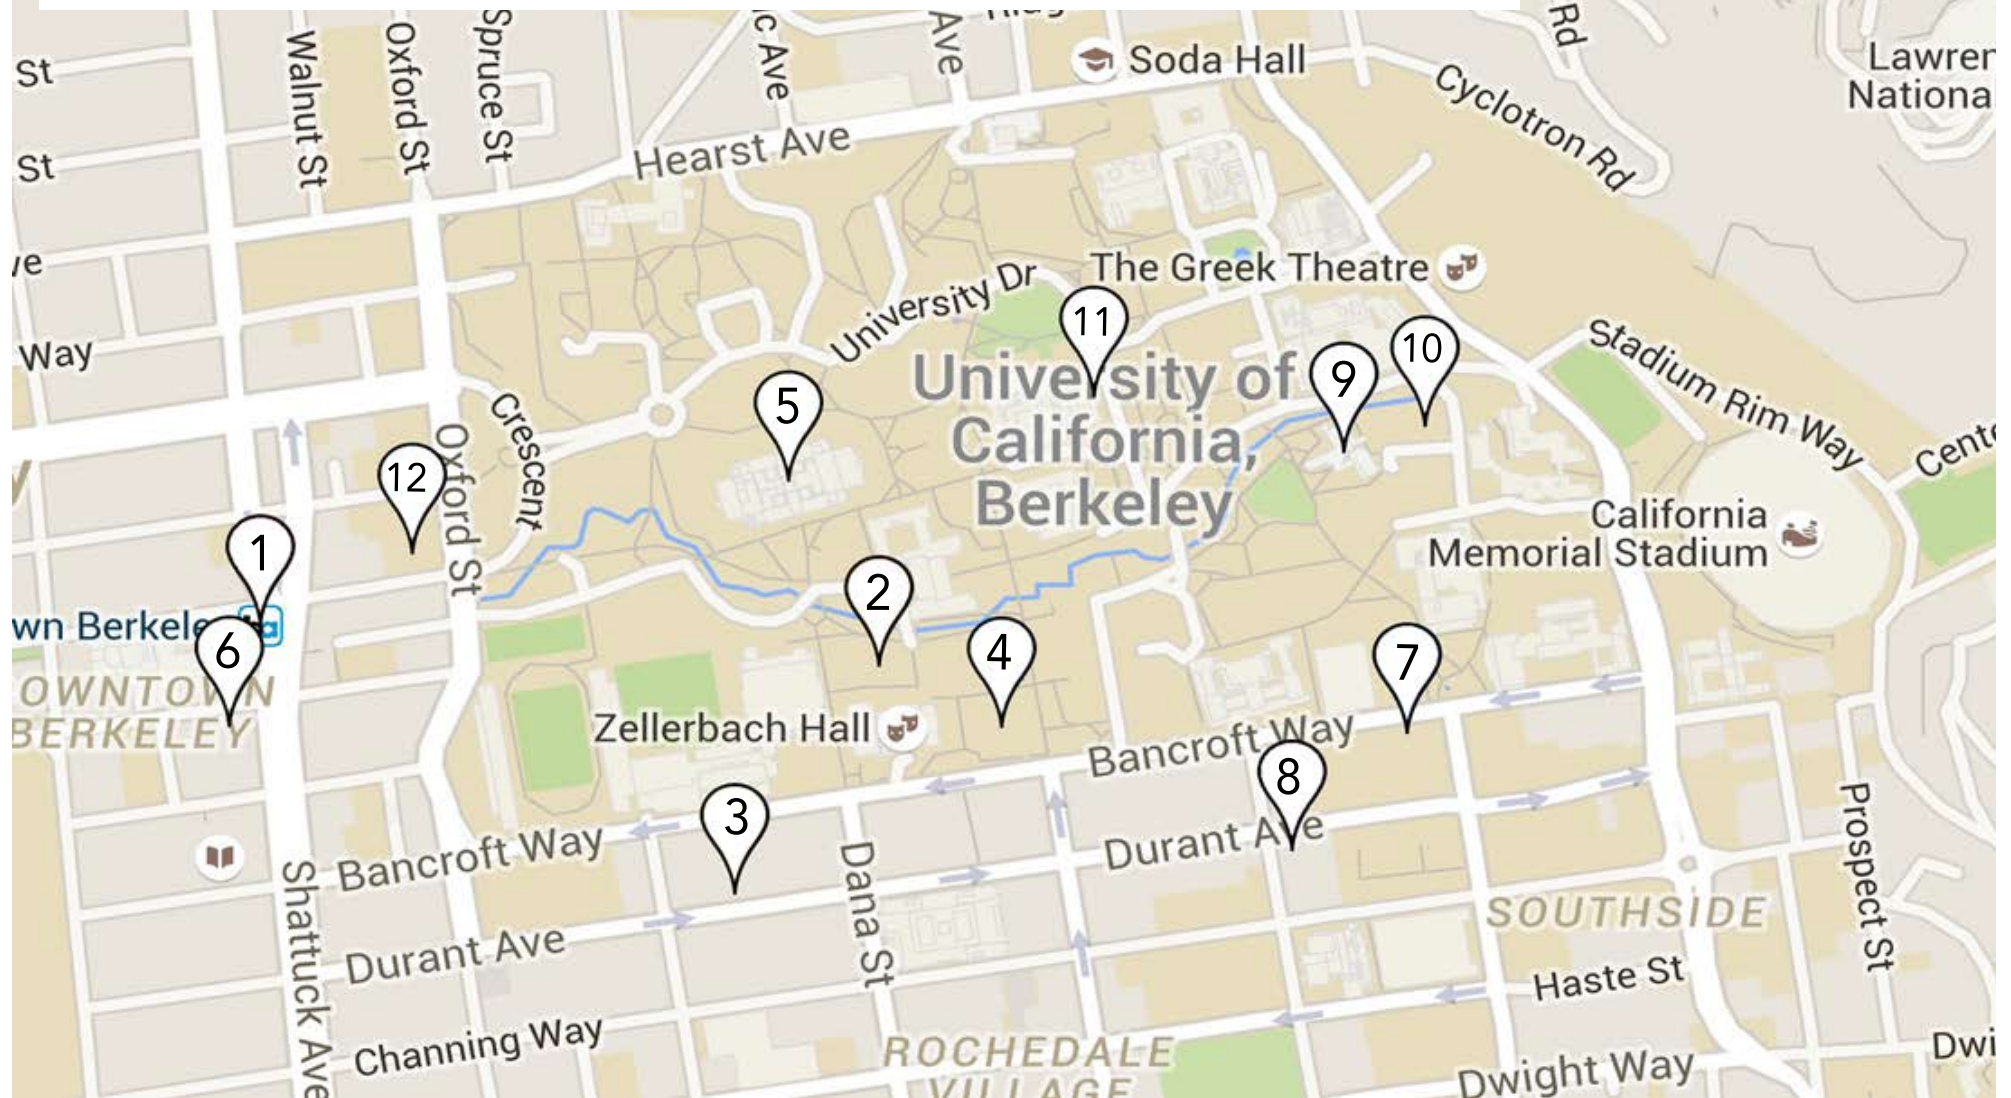 St
St
ve
Way
Walnut St
Oxford St
Spruce St
c Ave
Ave
Rd
Soda Hall
Cyclotron Rd
Lawren
Nationa
Hearst Ave
The Greek Theatre
University Dr
11
10
9
5
University of
California,
Berkeley
Stadium Rim Way
Cente
Crescent
Oxford St
12
1
2
4
6
7
wn Berkele
OWNTOWN
BERKELEY
California
Memorial Stadium
Zellerbach Hall
Bancroft Way
8
3
Durant Ave
Bancroft Way
Dana St
Shattuck Ave
Durant Ave
Prospect St
SOUTHSIDE
Haste St
Channing Way
ROCHEDALE
VILLAGE
Dwight Way
Dwi